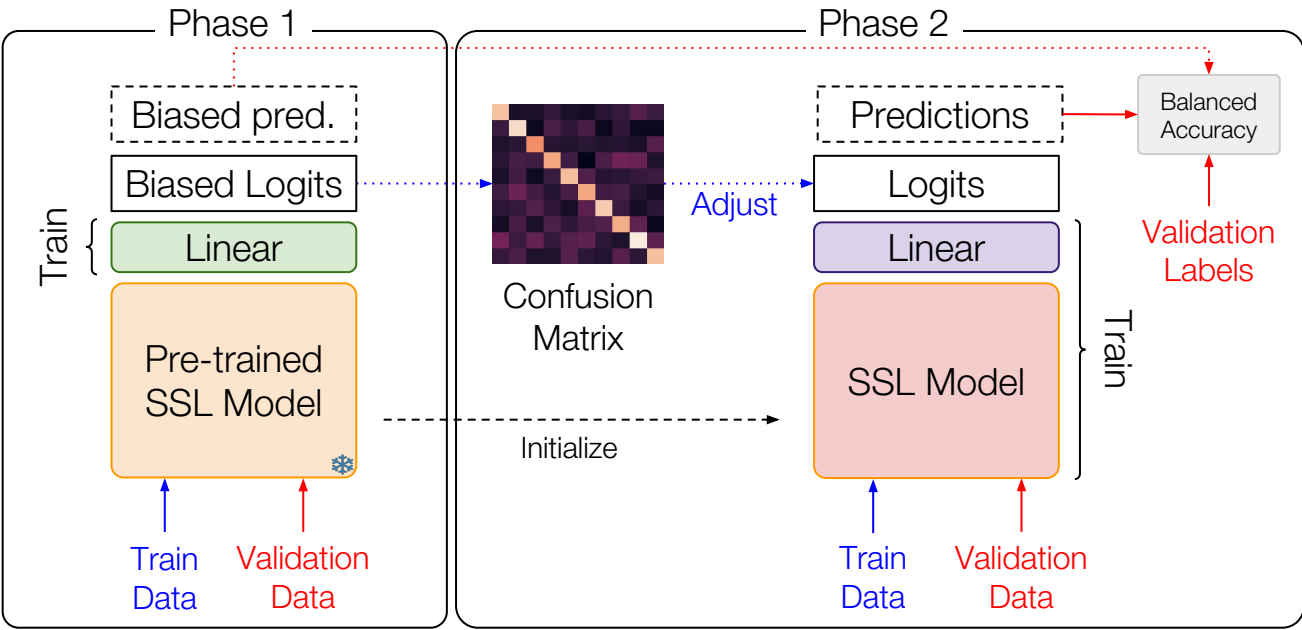 Phase 1
Biased pred.
Biased Logits
Linear
Train
Pre-trained
SSL Model
Train
Data
Validation
Data
Phase 2
Confusion
Matrix
Adjust
Initialize
Predictions
Logits
Linear
SSL Model
Train
Train
Data
Validation
Data
Balanced
Accuracy
Validation
Labels